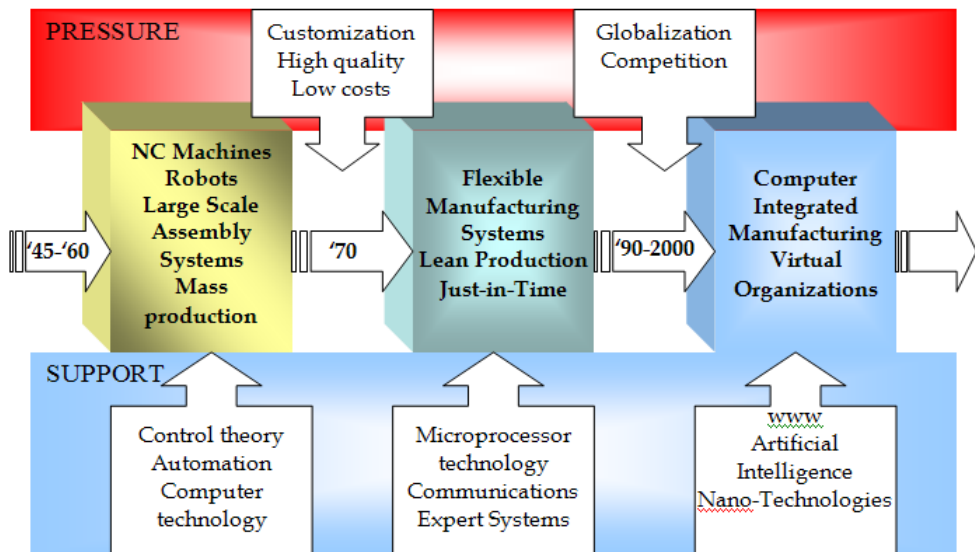 PRESSURE
Customization
High quality
Low costs
Globalization
Competition
‘45-‘60
NC Machines
Robots
Large Scale
Assembly
Systems
Mass
production
‘70
Flexible
Manufacturing
Systems
Lean Production
Just-in-Time
‘90-2000
Computer
Integrated
Manufacturing
Virtual
Organizations
SUPPORT
Control theory
Automation
Computer
technology
Microprocessor
technology
Communications
Expert Systems
www
Artificial
Intelligence
Nano-Technologies